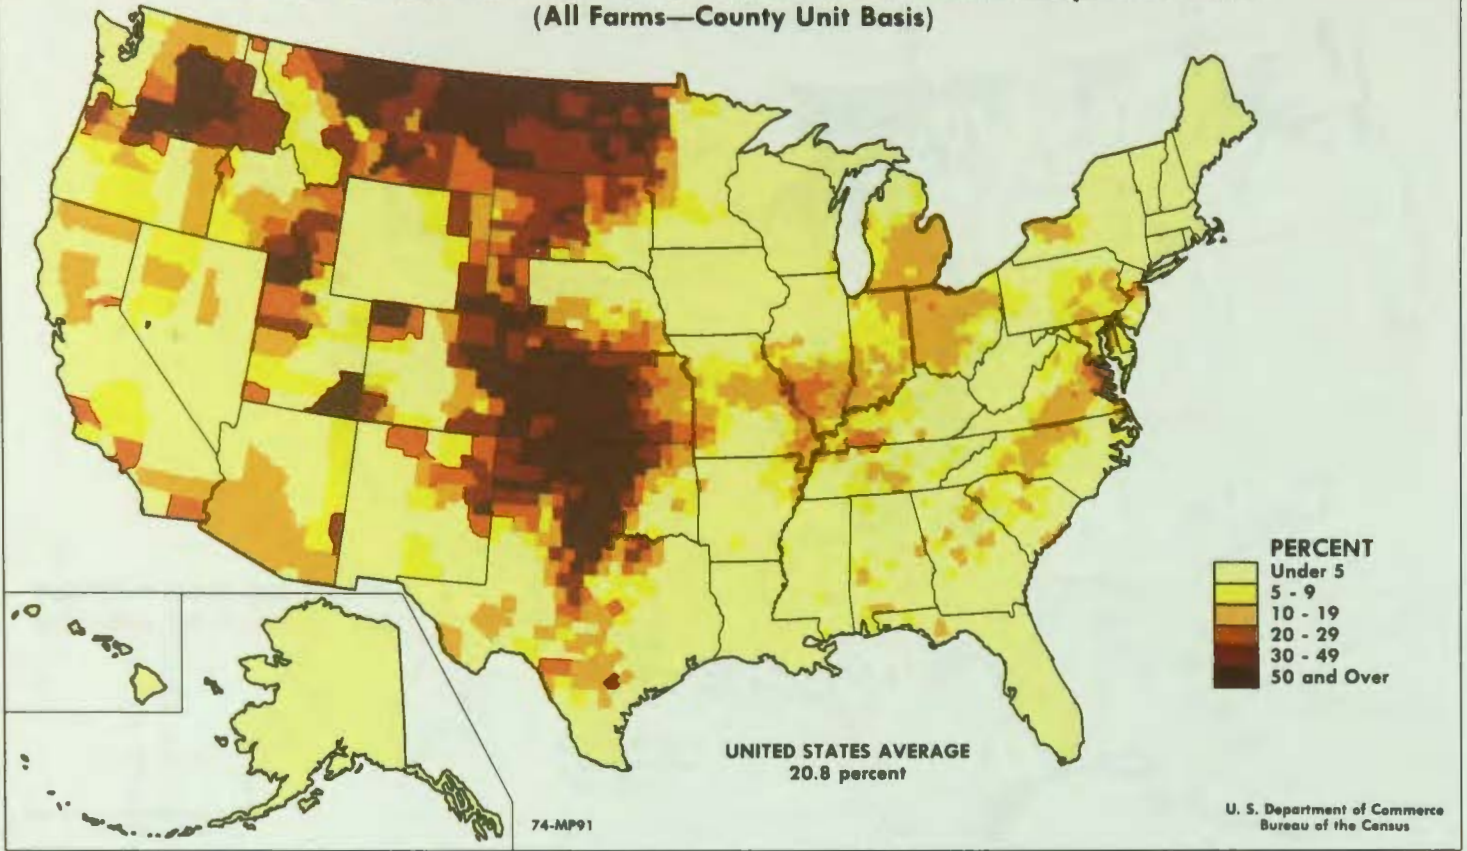 (All Farms—County Unit Basis)
PERCENT
Under 5
5 - 9
10 - 19
20 - 29
30 - 49
50 and Over
UNITED STATES AVERAGE
20.8 percent
74-MP91
U. S. Department of Commerce
Bureau of the Census